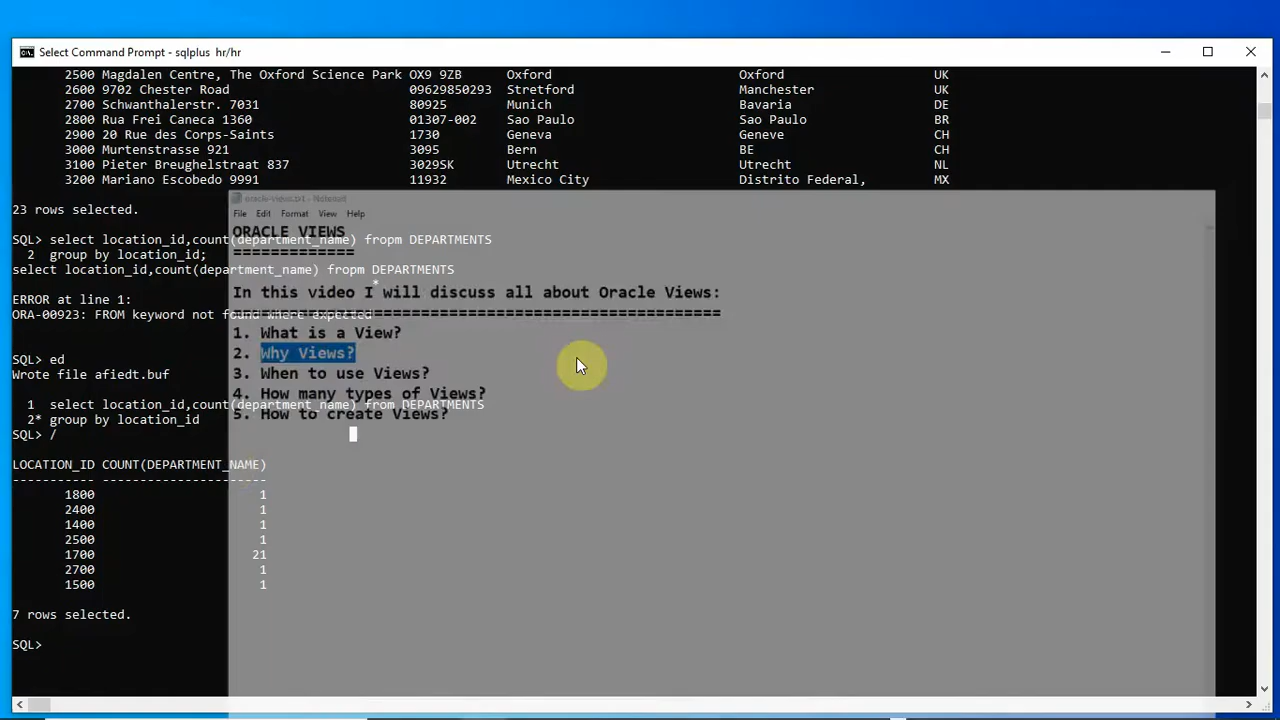 Select Command Prompt - sqlplus hr/hr
2500 Magdalen Centre, The Oxford Science Park OX9 9ZB Oxford Oxford UK
2600 9702 Chester Road 09629850293 Stretford Manchester UK
2700 Schwanthalerstr. 7031 80925 Munich Bavaria DE
2800 Rua Frei Caneca 1360 01307-002 Sao Paulo Sao Paulo BR
2900 20 Rue des Corps-Saints 1730 Geneva Geneve CH
3000 Murtenstrasse 921 3095 Bern BE CH
3100 Pieter Breughelstraat 837 3029SK Utrecht Utrecht NL
3200 Mariano Escobedo 9991 11932 Mexico City Distrito Federal, MX
23 rows selected.
SQL> select location_id,count(department_name) fropm DEPARTMENTS
2 group by location_id;
select location_id,count(department_name) fropm DEPARTMENTS
*
ERROR at line 1:
ORA-00923: FROM keyword not found where expected
SQL> ed
Wrote file afiedt.buf
1 select location_id,count(department_name) from DEPARTMENTS
2* group by location_id
SQL> /
LOCATION_ID COUNT(DEPARTMENT_NAME)
----------- ----------------------
1800 1
2400 1
1400 1
2500 1
1700 21
2700 1
1500 1
7 rows selected.
SQL>
oracle-views.txt - Notepad
File Edit Format View Help
ORACLE VIEWS
=============
In this video I will discuss all about Oracle Views:
====================================================
1. What is a View?
2. Why Views?
3. When to use Views?
4. How many types of Views?
5. How to create Views?